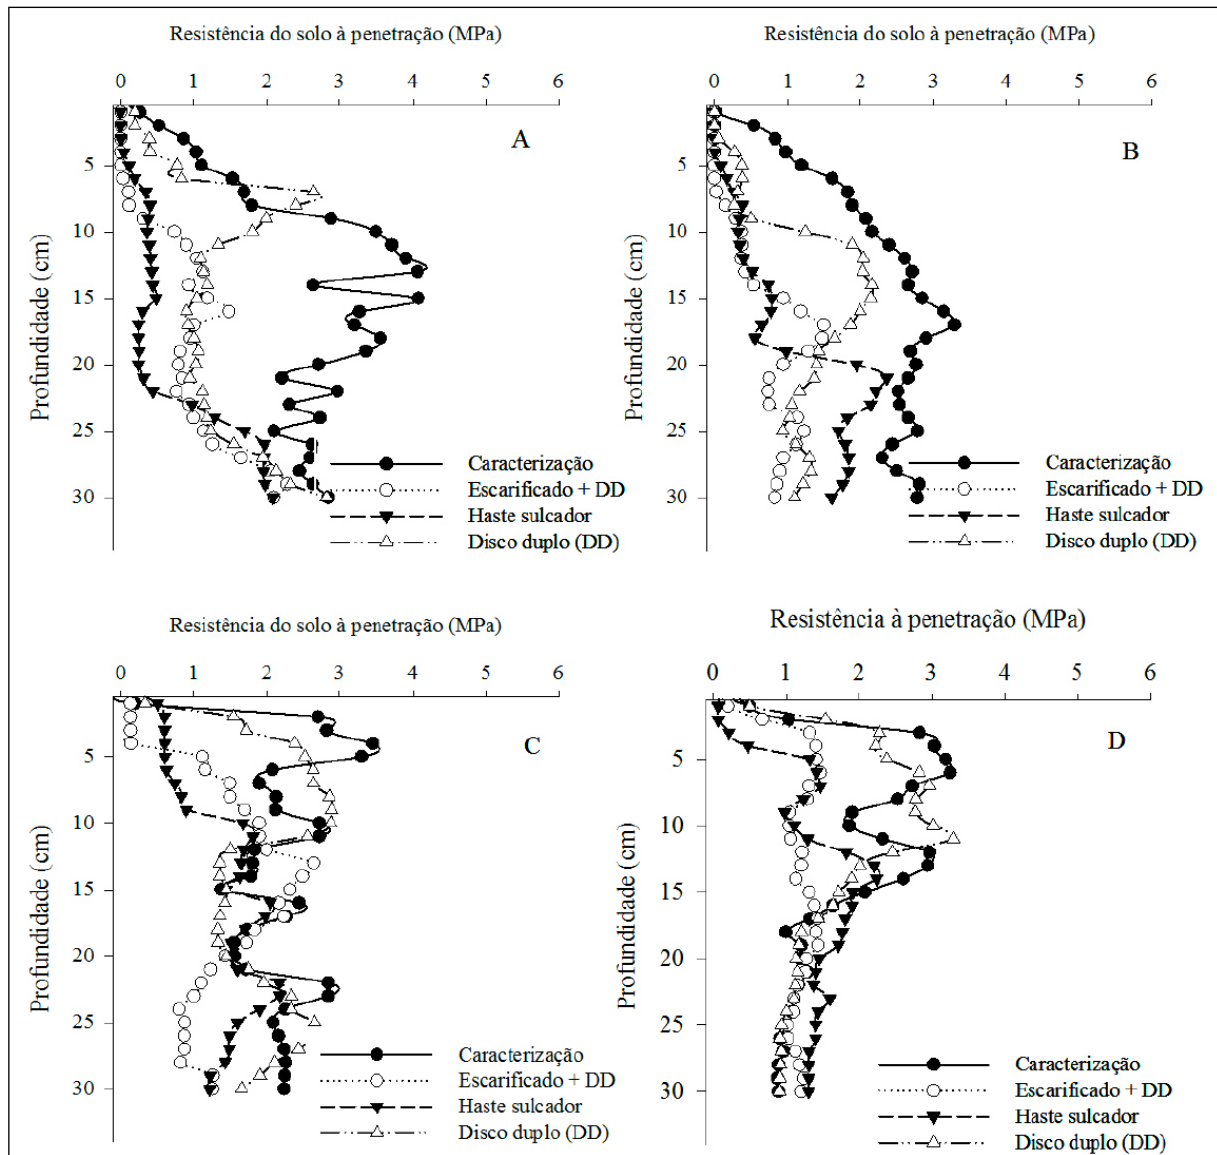 Resistência do solo à penetração (MPa)
0 1 2 3 4 5 6
A
5
10
15
20
25
30
Profundidade (cm)
Caracterização
Escarificado + DD
Haste sulcador
Disco duplo (DD)
Resistência do solo à penetração (MPa)
0 1 2 3 4 5 6
B
5
10
15
20
25
30
Profundidade (cm)
Caracterização
Escarificado + DD
Haste sulcador
Disco duplo (DD)
Resistência do solo à penetração (MPa)
0 1 2 3 4 5 6
C
5
10
15
20
25
30
Profundidade (cm)
Caracterização
Escarificado + DD
Haste sulcador
Disco duplo (DD)
Resistência à penetração (MPa)
0 1 2 3 4 5 6
D
5
10
15
20
25
30
Profundidade (cm)
Caracterização
Escarificado + DD
Haste sulcador
Disco duplo (DD)